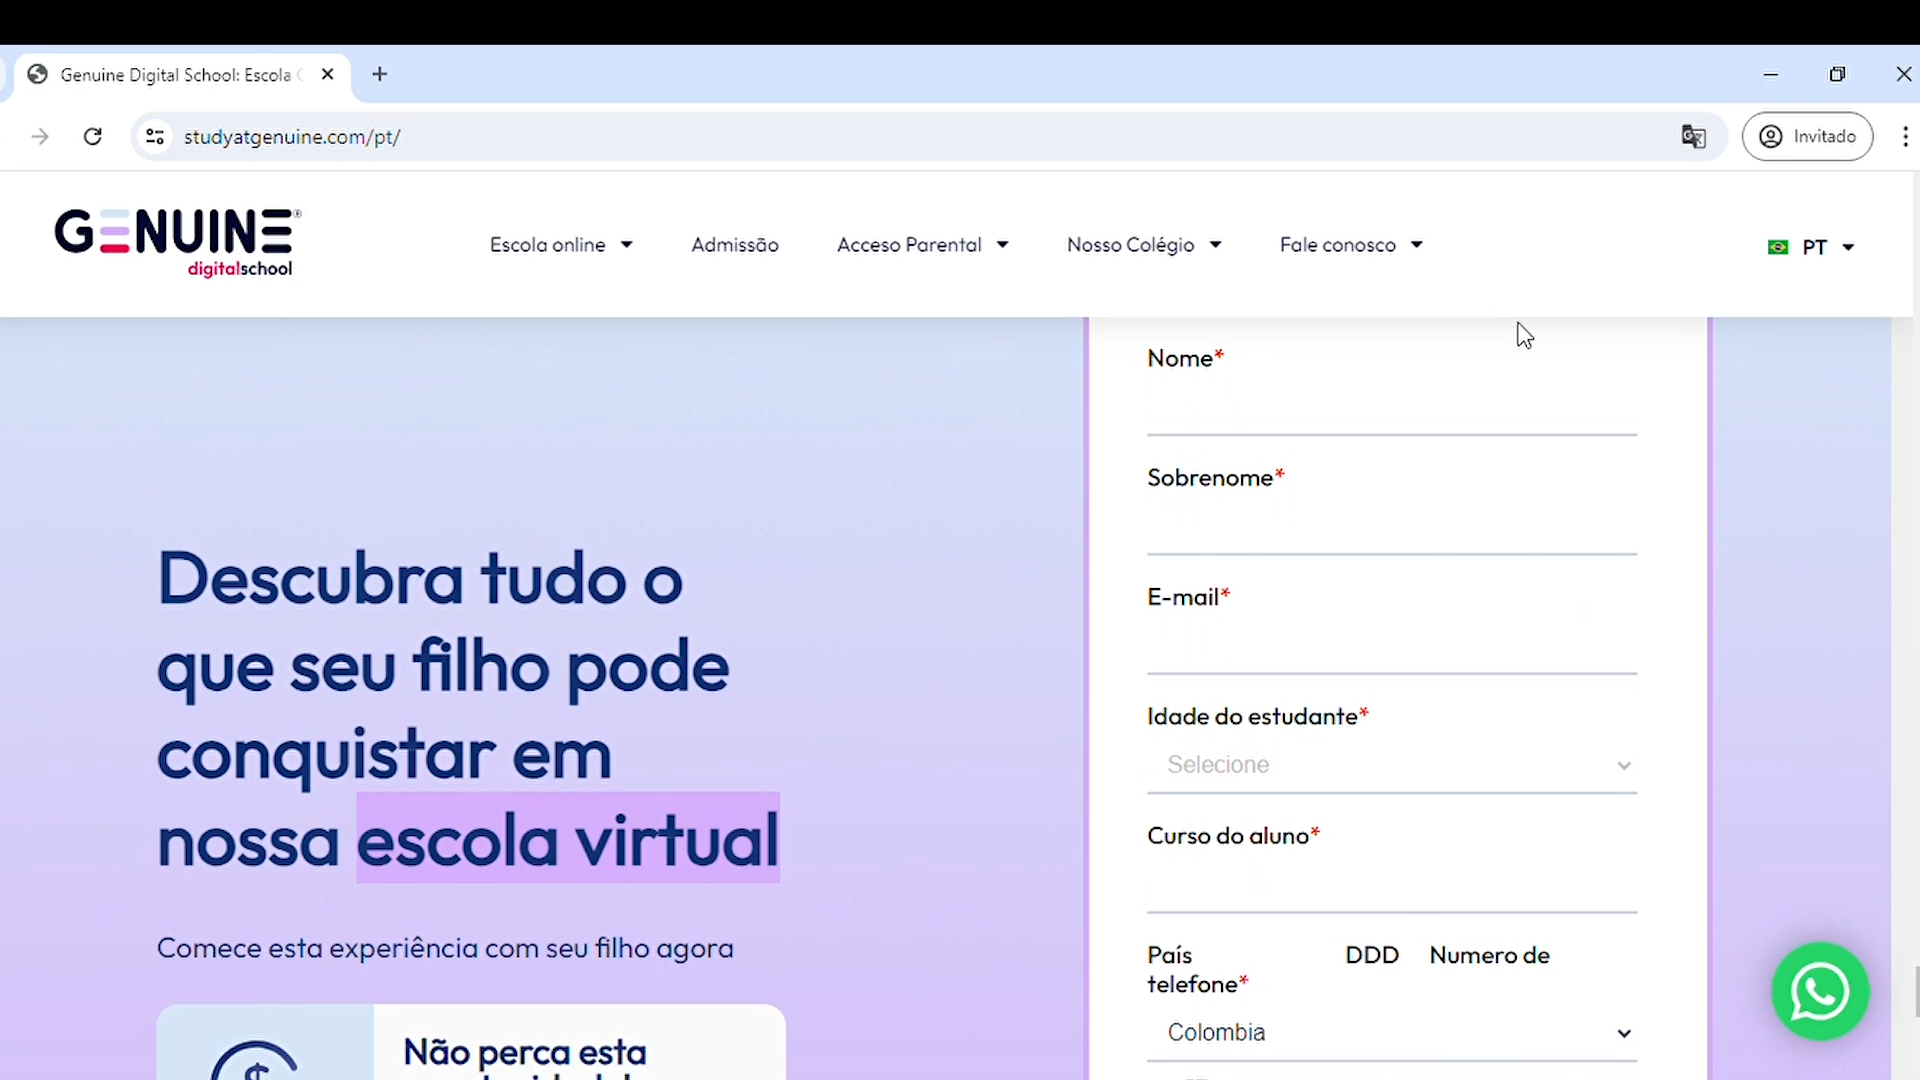 Genuine Digital School: Escola
studyatgenuine.com/pt/
Invitado
GENUINE
digitalschool
Escola online
Admissão
Acceso Parental
Nosso Colégio
Fale conosco
PT
Descubra tudo o
que seu filho pode
conquistar em
nossa escola virtual
Comece esta experiência com seu filho agora
$
Não perca esta
Nome*
Sobrenome*
E-mail*
Idade do estudante*
Selecione
Curso do aluno*
País DDD Numero de
telefone*
Colombia